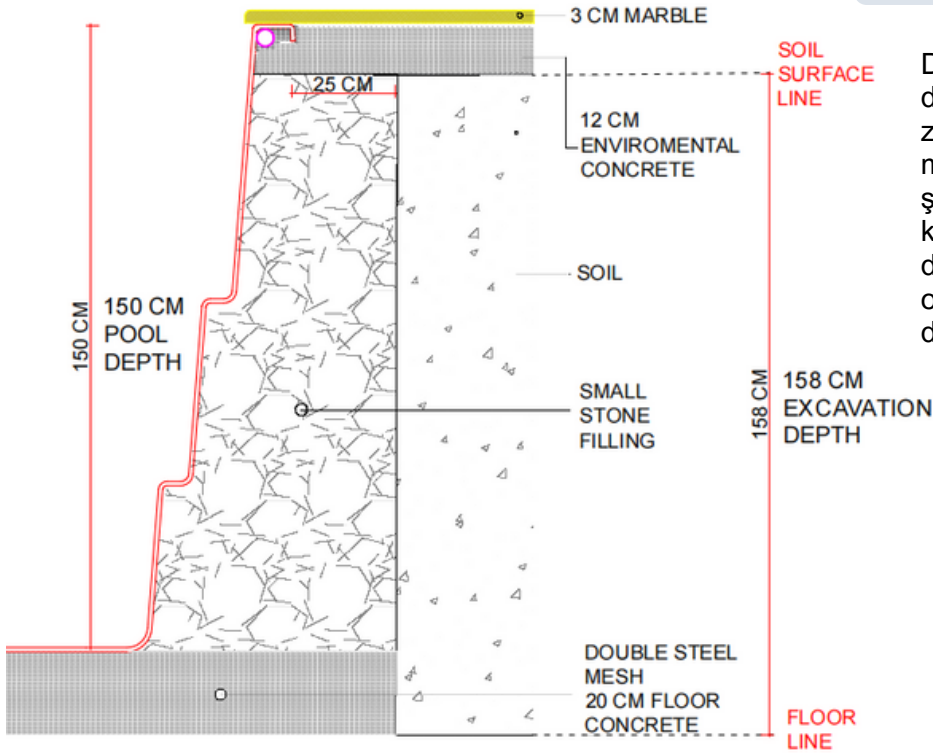 3 CM MARBLE
SOIL
SURFACE
LINE
25 CM
12 CM
ENVIROMENTAL
CONCRETE
SOIL
150 CM
150 CM
POOL
DEPTH
158 CM
158 CM
EXCAVATION
DEPTH
SMALL
STONE
FILLING
DOUBLE STEEL
MESH
20 CM FLOOR
CONCRETE
FLOOR
LINE